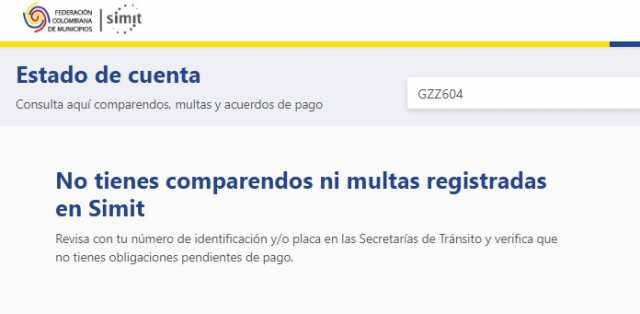 FEDERACIÓN
COLOMBIANA
DE MUNICIPIOS
simit
Estado de cuenta
Consulta aquí comparendos, multas y acuerdos de pago
GZZ604
No tienes comparendos ni multas registradas
en Simit
Revisa con tu número de identificación y/o placa en las Secretarías de Tránsito y verifica que
no tienes obligaciones pendientes de pago.